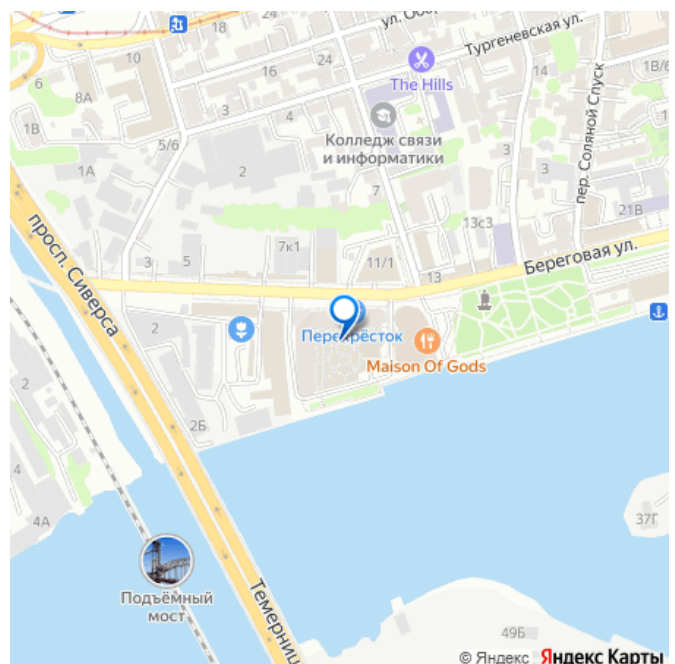 ул. Обо
Тургеневская ул.
10
24
16
6
8А
The Hills
14
1В/6
3
4
1В
Колледж связи
и информатики
5/6
пер. Соляной Спуск
3
3
1А
2
7
21В
13с3
просп. Сиверса
7к1
Береговая ул.
3
5
11/1
13
2
Перекрёсток
Maison Of Gods
2
2Б
4
37Г
4А
Подъёмный
мост
Темерниц
49Б
© Яндекс Яндекс Карты